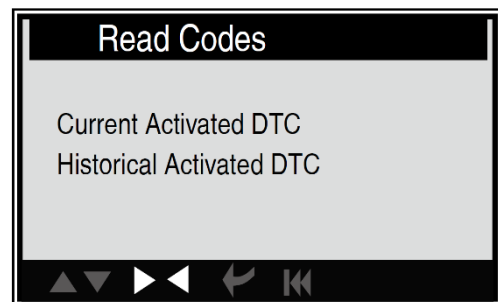 Read Codes
Current Activated DTC
Historical Activated DTC